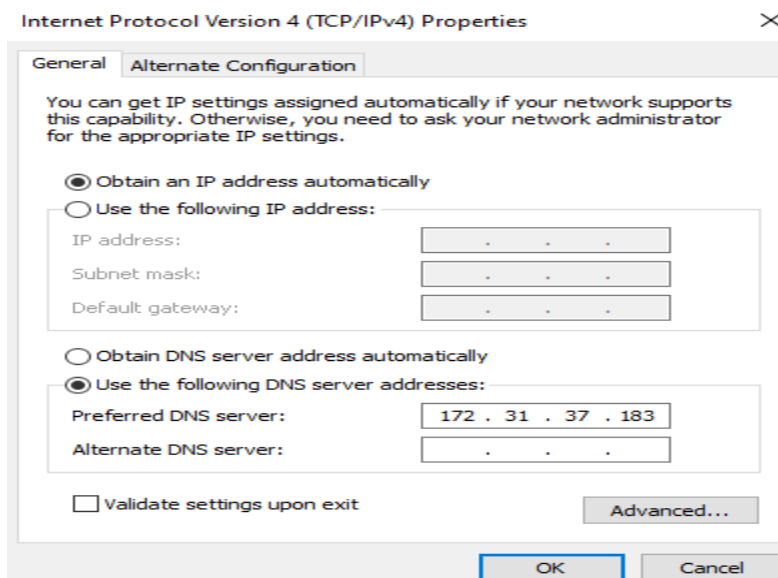 Internet Protocol Version 4 (TCP/IPv4) Properties
General
Alternate Configuration
You can get IP settings assigned automatically if your network supports
this capability. Otherwise, you need to ask your network administrator
for the appropriate IP settings.
Obtain an IP address automatically
Use the following IP address:
IP address: . . .
Subnet mask: . . .
Default gateway: . . .
Obtain DNS server address automatically
Use the following DNS server addresses:
Preferred DNS server: 172 . 31 . 37 . 183
Alternate DNS server: . . .
Validate settings upon exit
Advanced...
OK
Cancel